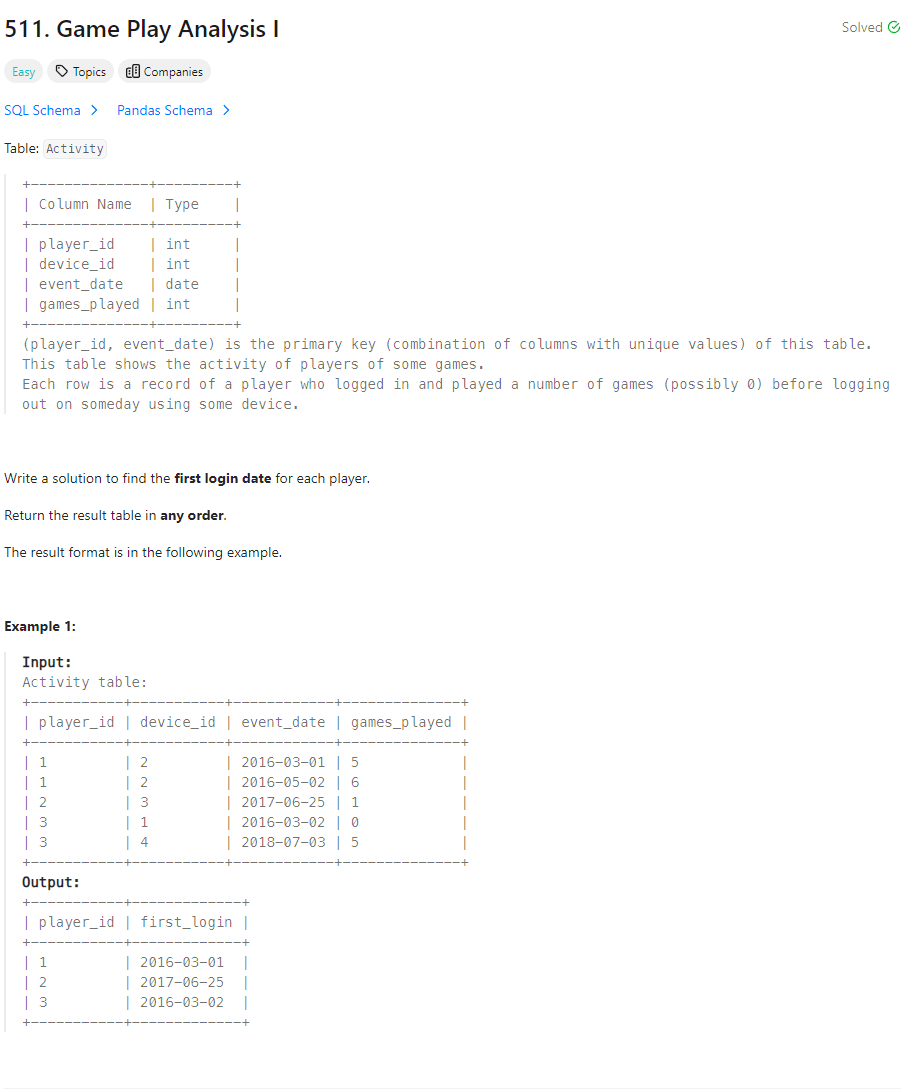 511. Game Play Analysis I
Solved
Easy Topics Companies
SQL Schema > Pandas Schema >
Table: Activity
+--------------+---------+
| Column Name  | Type    |
+--------------+---------+
| player_id    | int     |
| device_id    | int     |
| event_date   | date    |
| games_played | int     |
+--------------+---------+
(player_id, event_date) is the primary key (combination of columns with unique values) of this table.
This table shows the activity of players of some games.
Each row is a record of a player who logged in and played a number of games (possibly 0) before logging
out on someday using some device.
Write a solution to find the first login date for each player.
Return the result table in any order.
The result format is in the following example.
Example 1:
Input:
Activity table:
+-----------+-----------+------------+--------------+
| player_id | device_id | event_date | games_played |
+-----------+-----------+------------+--------------+
| 1         | 2         | 2016-03-01 | 5            |
| 1         | 2         | 2016-05-02 | 6            |
| 2         | 3         | 2017-06-25 | 1            |
| 3         | 1         | 2016-03-02 | 0            |
| 3         | 4         | 2018-07-03 | 5            |
+-----------+-----------+------------+--------------+
Output:
+-----------+-------------+
| player_id | first_login |
+-----------+-------------+
| 1         | 2016-03-01  |
| 2         | 2017-06-25  |
| 3         | 2016-03-02  |
+-----------+-------------+